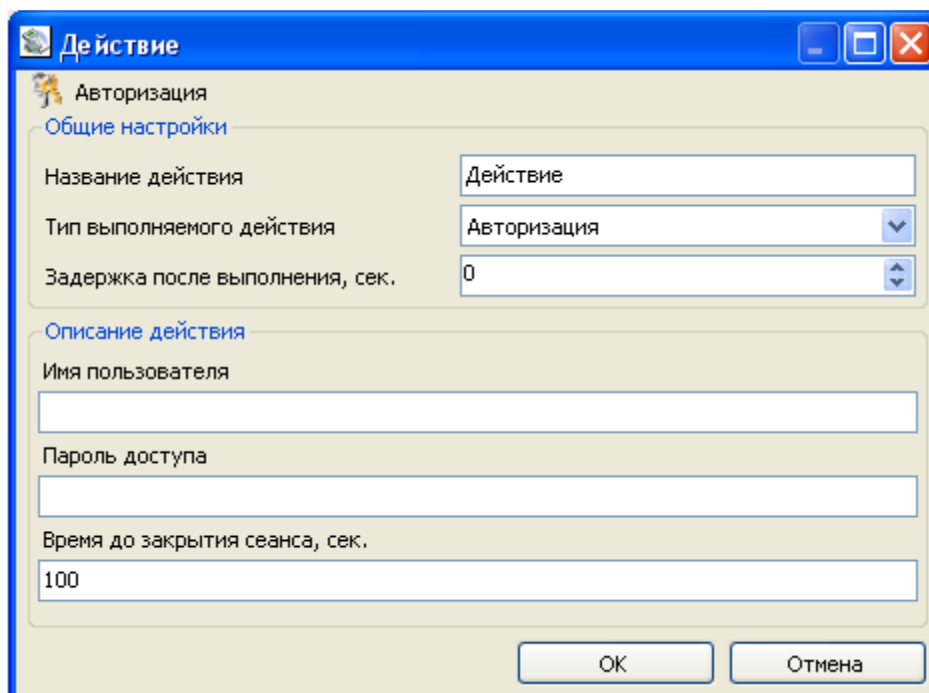 Действие
Авторизация
Общие настройки
Название действия
Действие
Тип выполняемого действия
Авторизация
Задержка после выполнения, сек.
0
Описание действия
Имя пользователя
Пароль доступа
Время до закрытия сеанса, сек.
100
OK
Отмена